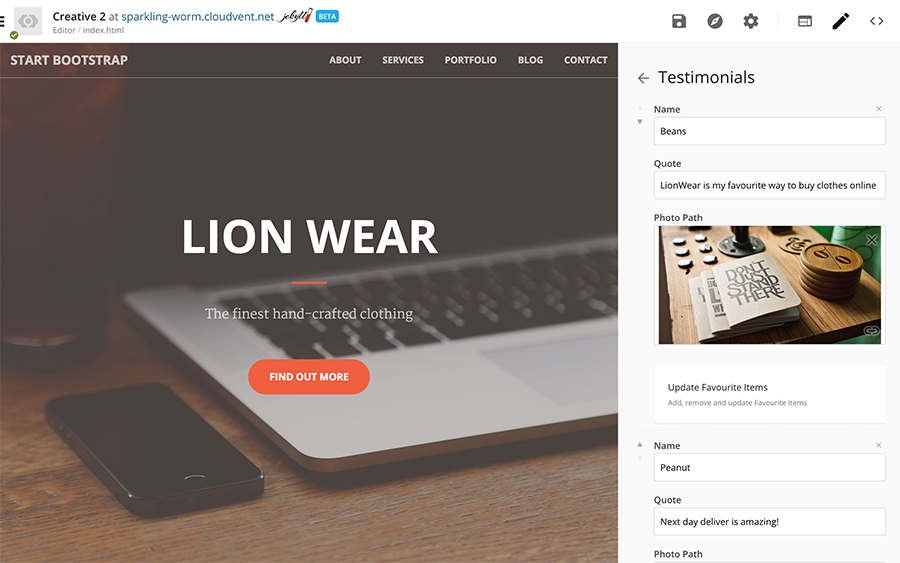 Creative 2 at sparkling-worm.cloudvent.net jekyll BETA
Editor / index.html
START BOOTSTRAP
ABOUT SERVICES PORTFOLIO BLOG CONTACT
LION WEAR
The finest hand-crafted clothing
FIND OUT MORE
Testimonials
Name
Beans
Quote
LionWear is my favourite way to buy clothes online
Photo Path
DON'T
JUST
STAND
THERE
Update Favourite Items
Add, remove and update Favourite Items
Name
Peanut
Quote
Next day deliver is amazing!
Photo Path